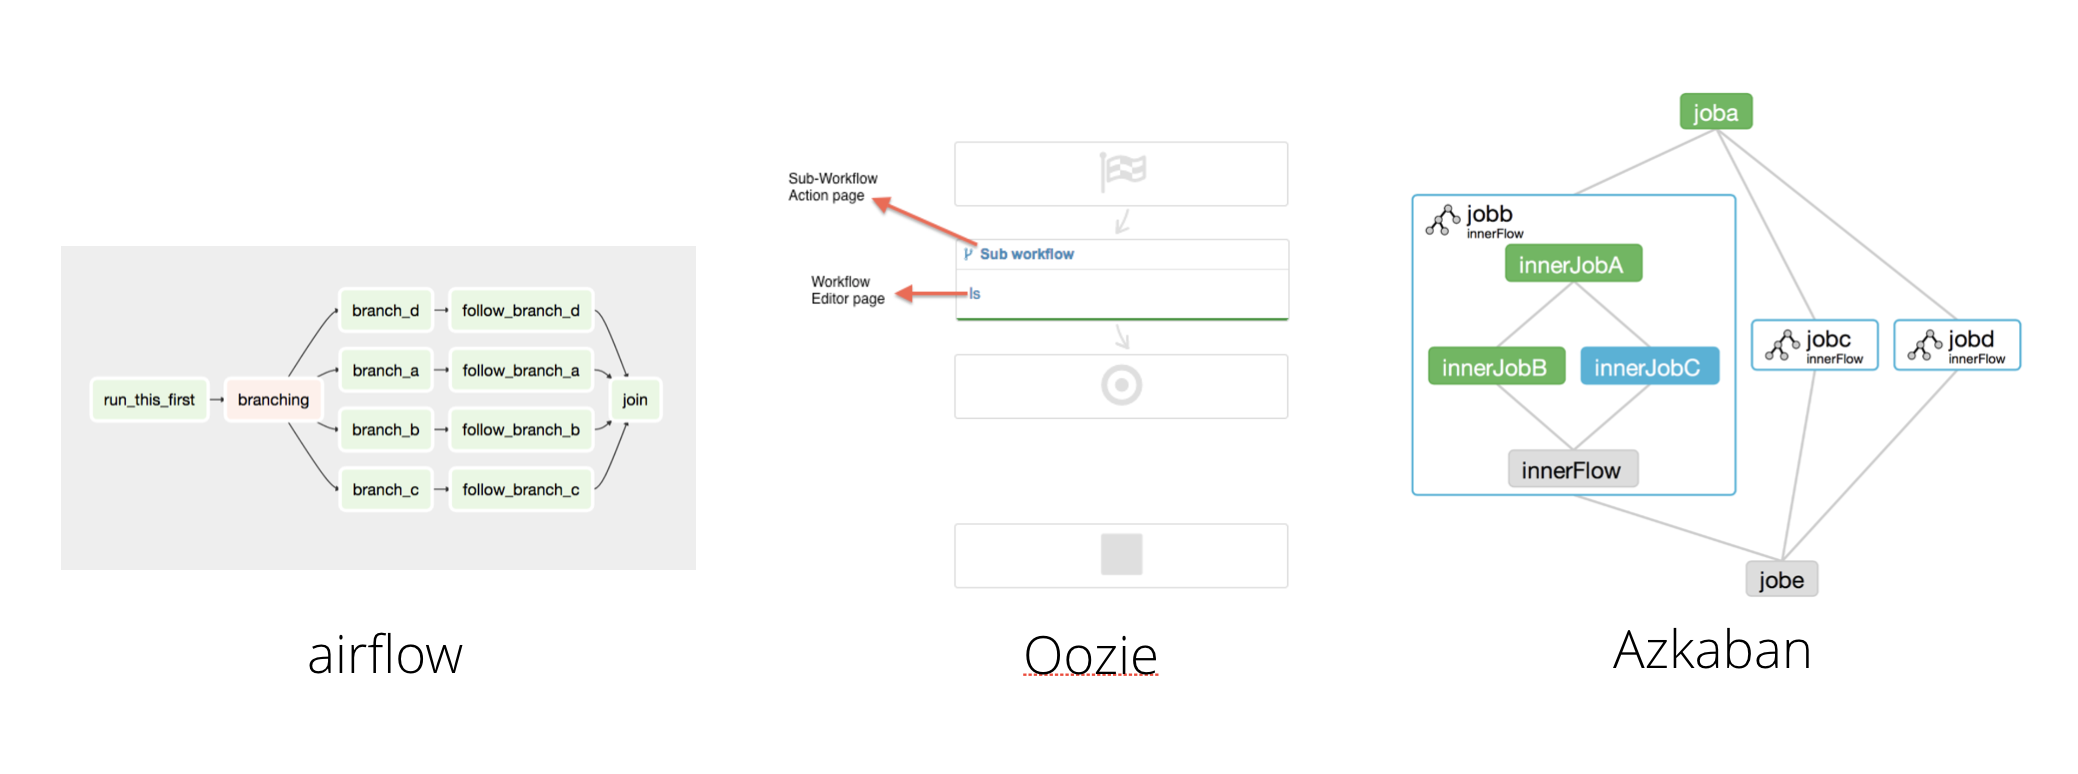 run_this_first
branching
branch_d
follow_branch_d
branch_a
follow_branch_a
branch_b
follow_branch_b
branch_c
follow_branch_c
join
airflow
Sub-Workflow
Action page
Sub workflow
Workflow
Editor page
ls
Oozie
joba
jobb
innerFlow
innerJobA
innerJobB
innerJobC
innerFlow
jobc
innerFlow
jobd
innerFlow
jobe
Azkaban